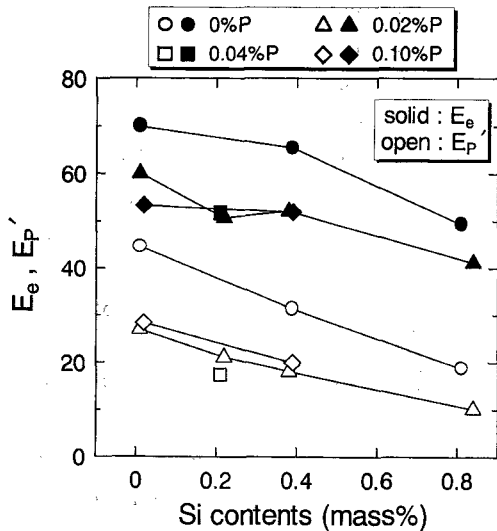 0%P 0.02%P
0.04%P 0.10%P
solid : Ee
open : EP′
80
60
40
20
0
Ee , EP′
0 0.2 0.4 0.6 0.8
Si contents (mass%)